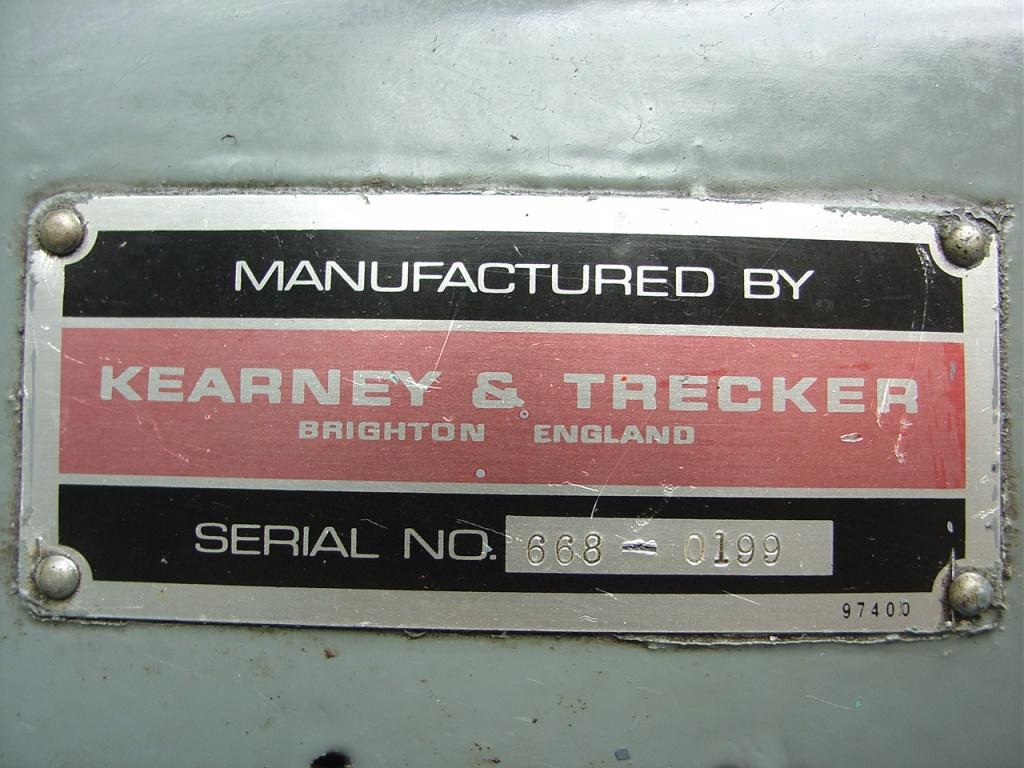 MANUFACTURED BY
KEARNEY & TRECKER
BRIGHTON ENGLAND
SERIAL NO. 668 - 0199
97400